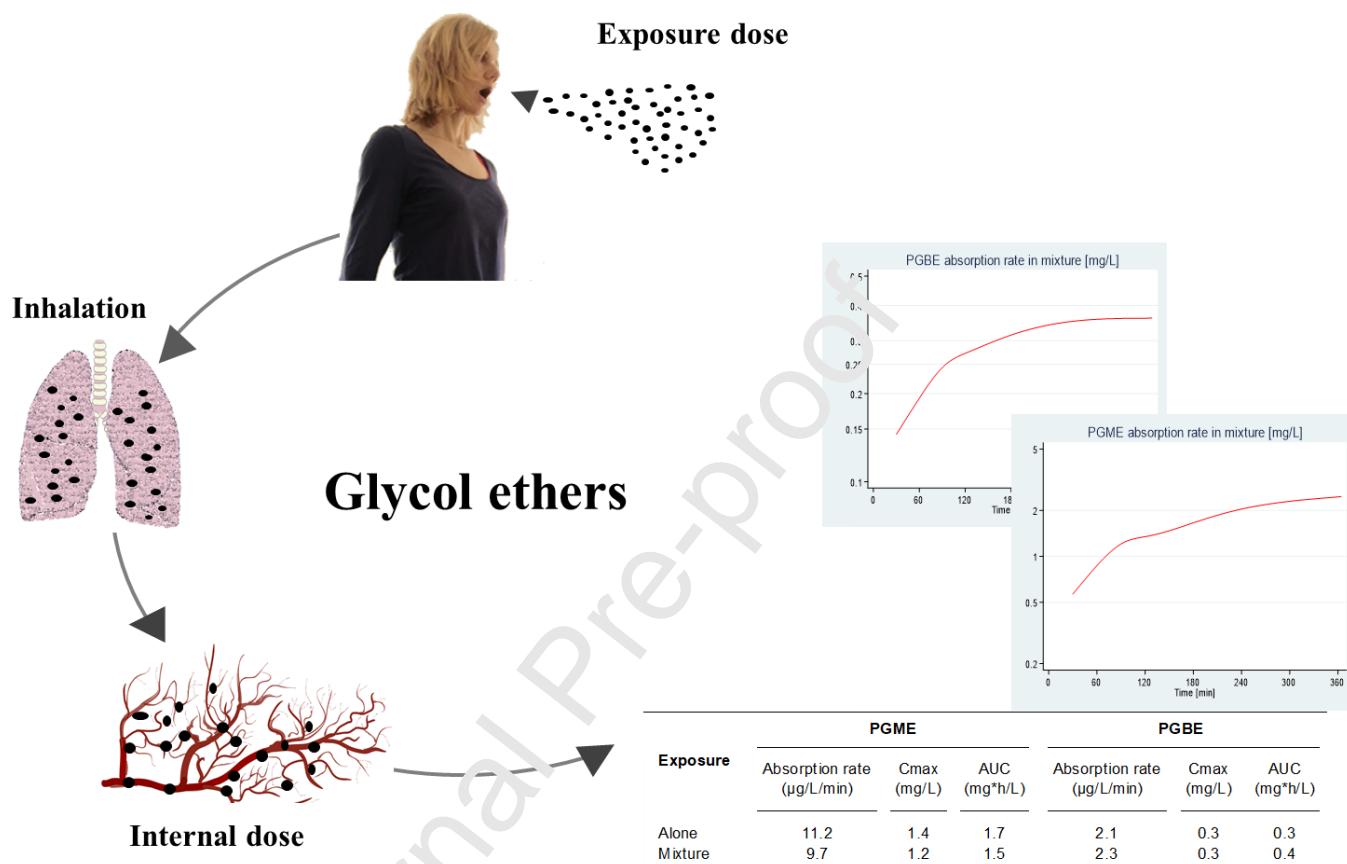 Exposure dose
Inhalation
Glycol ethers
Internal dose
PGBE absorption rate in mixture [mg/L]
0.2
0.15
0.1
0
60
120
PGME absorption rate in mixture [mg/L]
5
2
1
0.5
0.2
0
60
120
180
240
300
360
Time [min]
PGME PGBE
Exposure
Absorption rate Cmax AUC Absorption rate Cmax AUC
(µg/L/min) (mg/L) (mg*h/L) (µg/L/min) (mg/L) (mg*h/L)
Alone 11.2 1.4 1.7 2.1 0.3 0.3
Mixture 9.7 1.2 1.5 2.3 0.3 0.4
nal Pre-proof